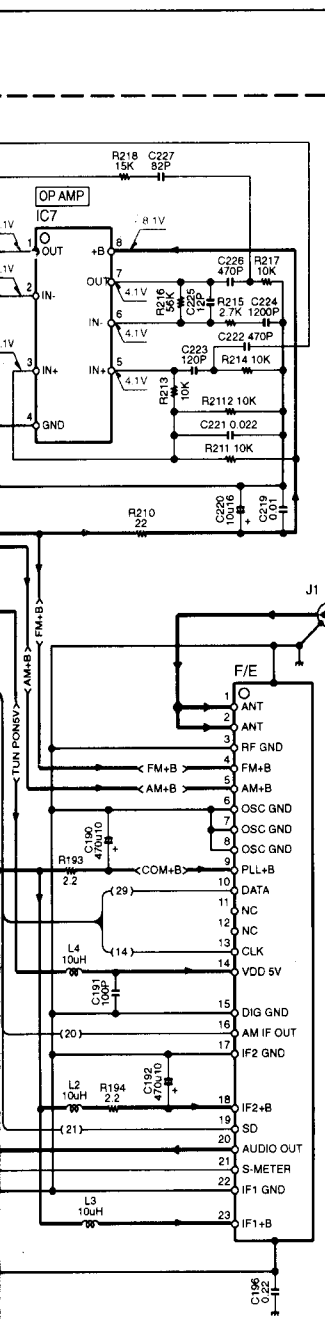 R218 C227
15K 82P
OP AMP
IC7
8.1V
1 OUT
+B 8
2 IN-
OUT 7
4.1V
IN- 6
4.1V
3 IN+
IN+ 5
4.1V
4 GND
R216
56K
C225
12P
C226
470P
R217
10K
R215
2.7K
C224
1200P
C222 470P
C223
120P
R214 10K
R213
10K
R2112 10K
C221 0.022
R211 10K
R210
22
C220
10u16
+
C219
0.01
J1
FM+B
AM+B
TUN PON5V
F/E
1 ANT
2 ANT
3 RF GND
FM+B 4 FM+B
AM+B 5 AM+B
6 OSC GND
7 OSC GND
8 OSC GND
C190
470u10
+
R193
2.2
COM+B 9 PLL+B
(29) 10 DATA
11 NC
12 NC
(14) 13 CLK
L4
10uH
14 VDD 5V
C191
100P
15 DIG GND
(20) 16 AM IF OUT
17 IF2 GND
C192
470u10
+
L2
10uH
R194
2.2
18 IF2+B
(21) 19 SD
20 AUDIO OUT
21 S-METER
22 IF1 GND
L3
10uH
23 IF1+B
C196
0.22